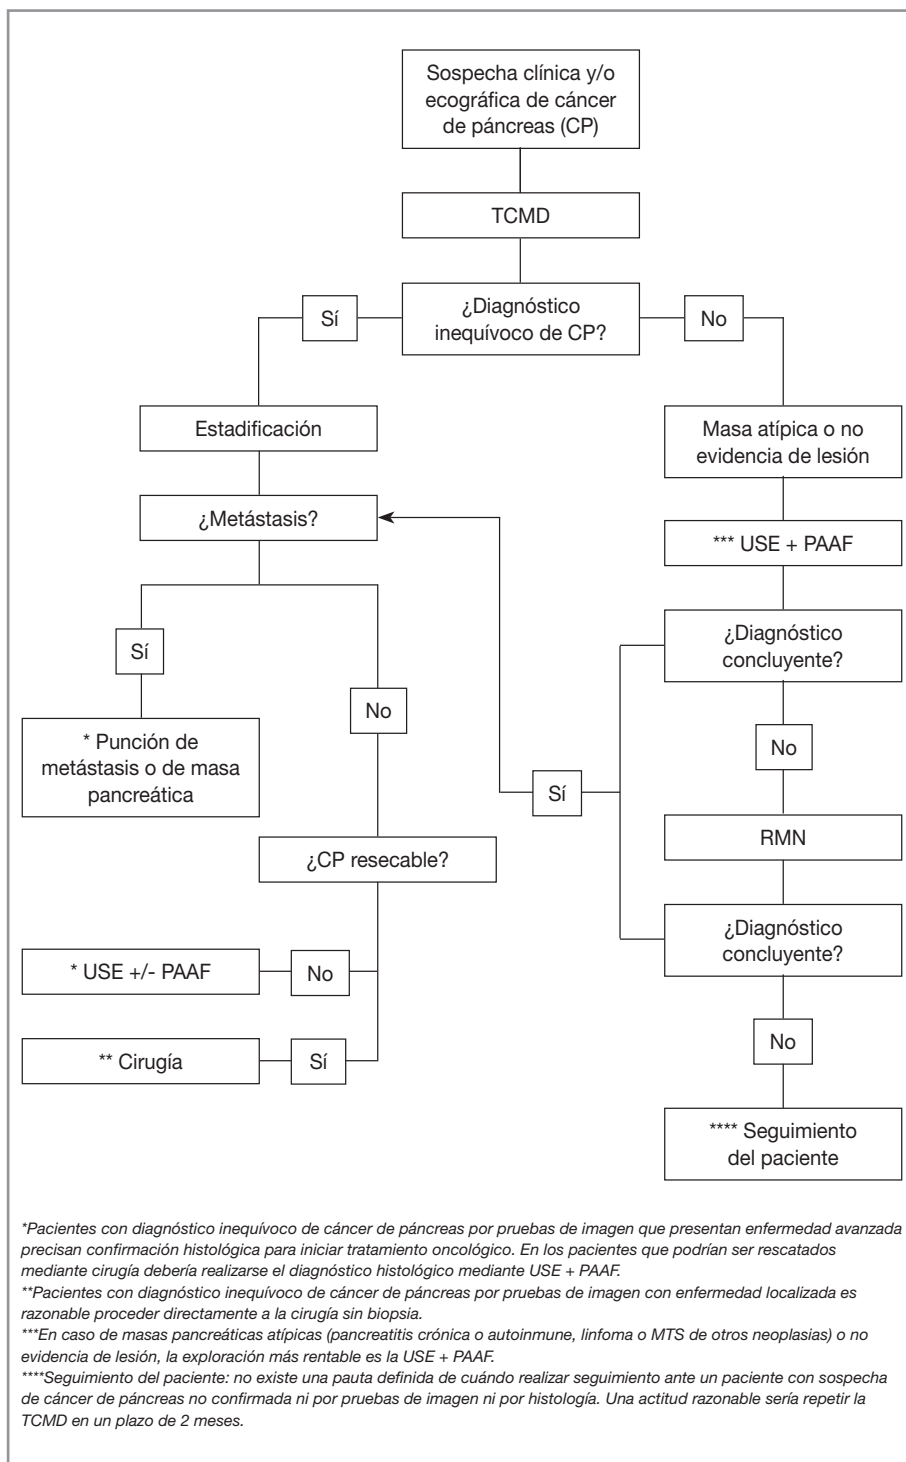 Sospecha clínica y/o
ecográfica de cáncer
de páncreas (CP)
TCMD
¿Diagnóstico
inequívoco de CP?
Sí
No
Estadificación
Masa atípica o no
evidencia de lesión
¿Metástasis?
*** USE + PAAF
Sí
No
¿Diagnóstico
concluyente?
* Punción de
metástasis o de masa
pancreática
No
Sí
RMN
¿CP resecable?
¿Diagnóstico
concluyente?
* USE +/- PAAF
No
** Cirugía
Sí
No
**** Seguimiento
del paciente
*Pacientes con diagnóstico inequívoco de cáncer de páncreas por pruebas de imagen que presentan enfermedad avanzada
precisan confirmación histológica para iniciar tratamiento oncológico. En los pacientes que podrían ser rescatados
mediante cirugía debería realizarse el diagnóstico histológico mediante USE + PAAF.
**Pacientes con diagnóstico inequívoco de cáncer de páncreas por pruebas de imagen con enfermedad localizada es
razonable proceder directamente a la cirugía sin biopsia.
***En caso de masas pancreáticas atípicas (pancreatitis crónica o autoinmune, linfoma o MTS de otros neoplasias) o no
evidencia de lesión, la exploración más rentable es la USE + PAAF.
****Seguimiento del paciente: no existe una pauta definida de cuándo realizar seguimiento ante un paciente con sospecha
de cáncer de páncreas no confirmada ni por pruebas de imagen ni por histología. Una actitud razonable sería repetir la
TCMD en un plazo de 2 meses.